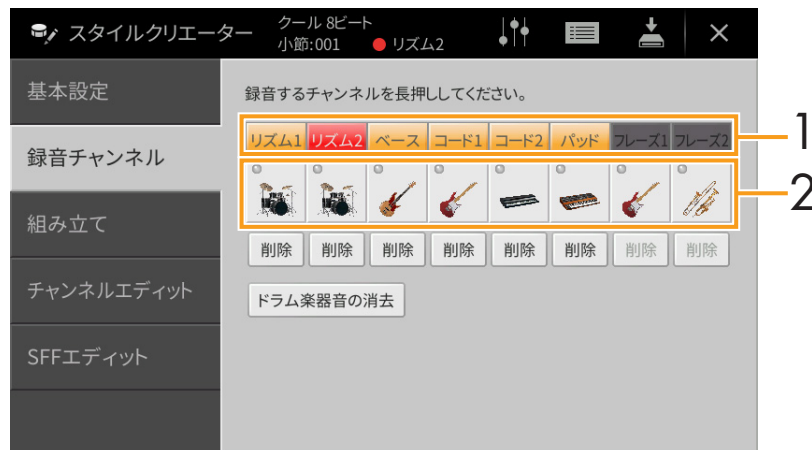 スタイルクリエーター
クール 8ビート
小節:001 リズム2
基本設定
録音するチャンネルを長押ししてください。
リズム1 リズム2 ベース コード1 コード2 パッド フレーズ1 フレーズ2
1
録音チャンネル
2
組み立て
削除 削除 削除 削除 削除 削除 削除 削除
チャンネルエディット
ドラム楽器音の消去
SFFエディット